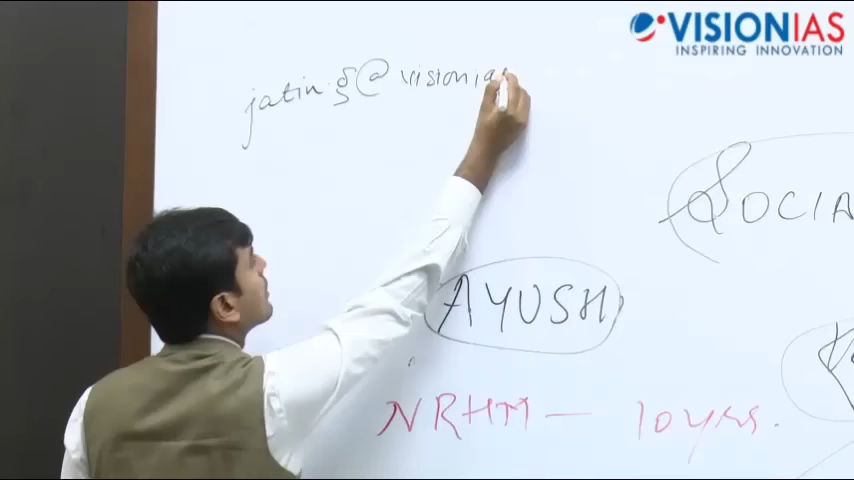 VISIONIAS
INSPIRING INNOVATION
jatin.g@visionias
SOCIA
AYUSH
NRHM — 10 yrs.